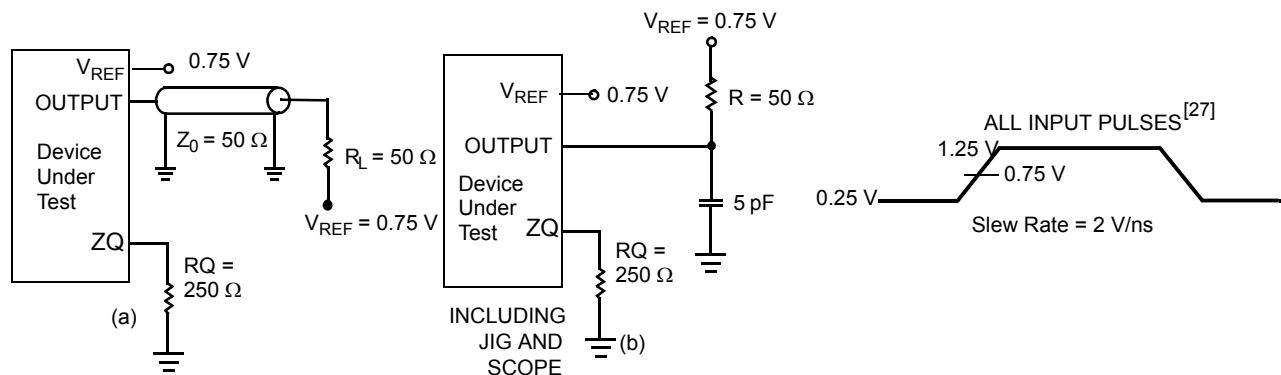 V_REF 0.75 V
OUTPUT
Z0 = 50 Ω
Device
Under
Test
R_L = 50 Ω
V_REF = 0.75 V
ZQ
RQ =
250 Ω
(a)
V_REF = 0.75 V
V_REF 0.75 V
R = 50 Ω
OUTPUT
Device
Under
Test
5 pF
ZQ
RQ =
250 Ω
INCLUDING
JIG AND
SCOPE
(b)
ALL INPUT PULSES[27]
1.25 V
0.75 V
0.25 V
Slew Rate = 2 V/ns